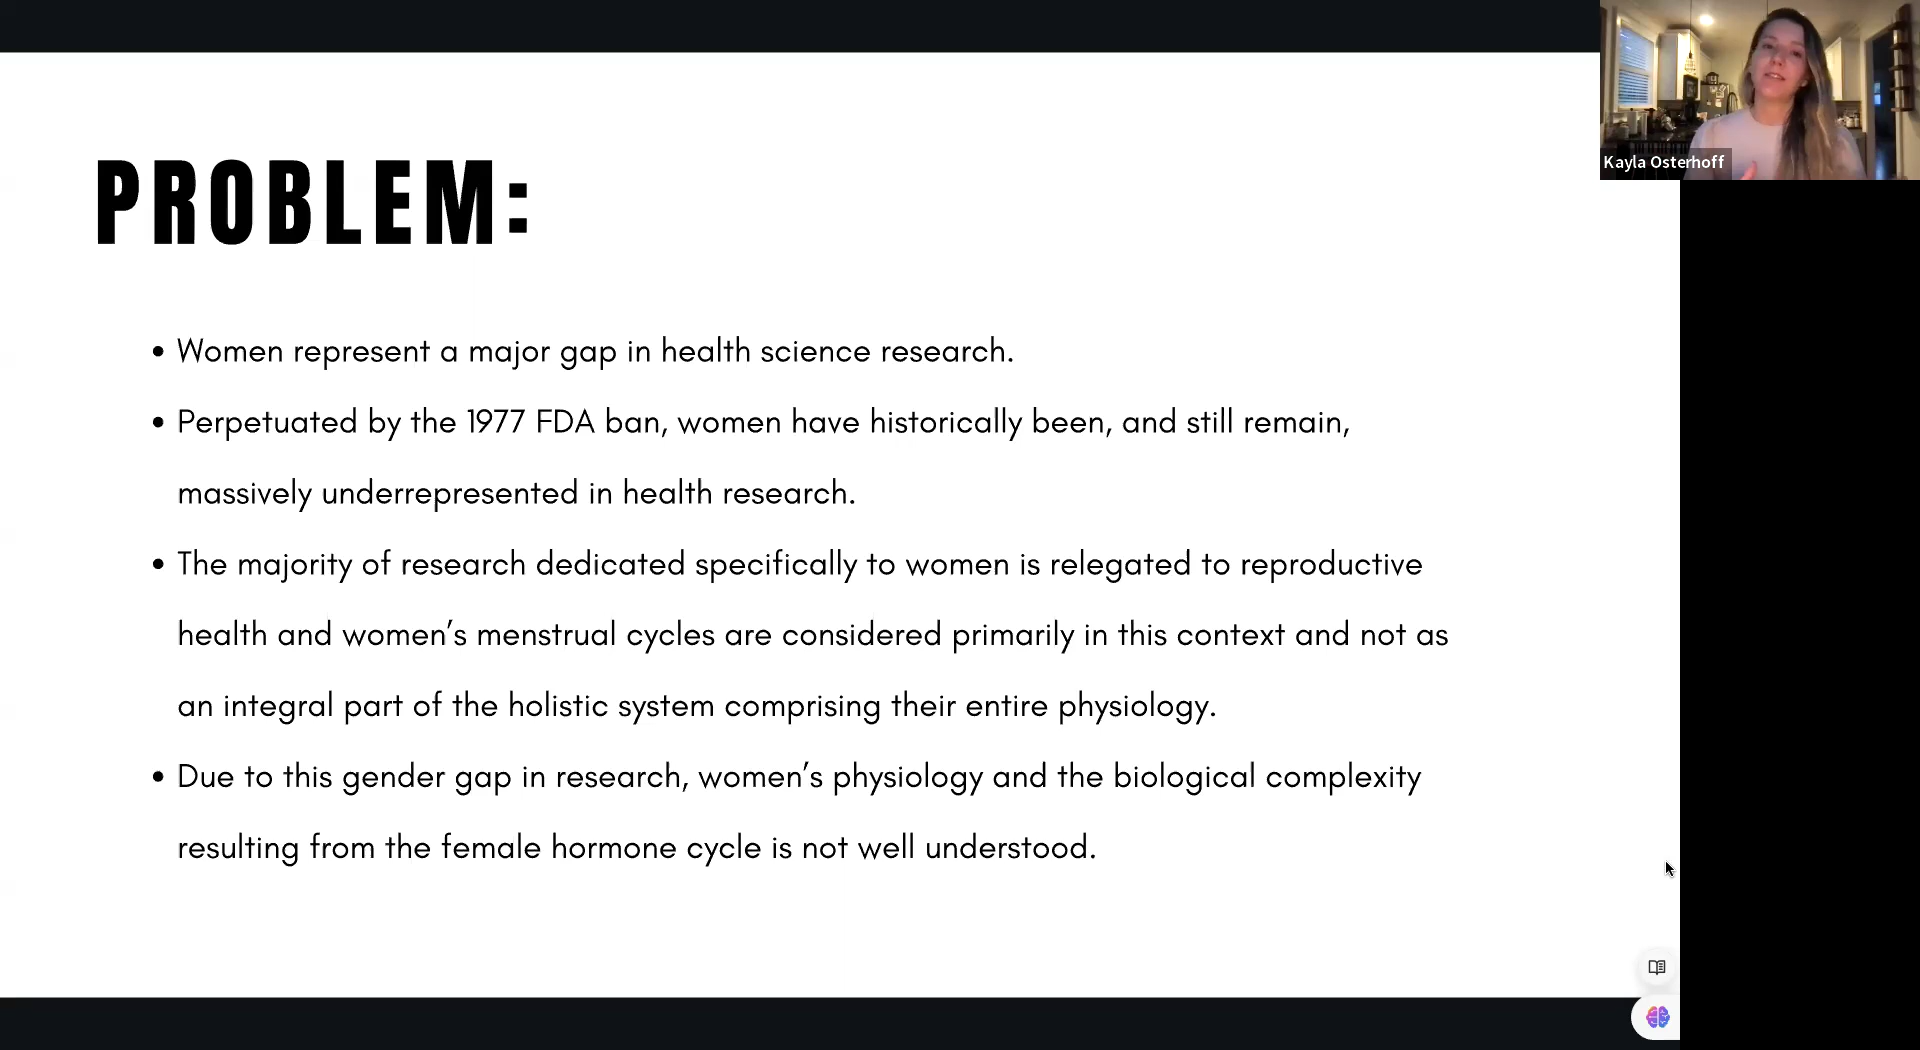 PROBLEM:
• Women represent a major gap in health science research.
• Perpetuated by the 1977 FDA ban, women have historically been, and still remain,
massively underrepresented in health research.
• The majority of research dedicated specifically to women is relegated to reproductive
health and women’s menstrual cycles are considered primarily in this context and not as
an integral part of the holistic system comprising their entire physiology.
• Due to this gender gap in research, women’s physiology and the biological complexity
resulting from the female hormone cycle is not well understood.
Kayla Osterhoff